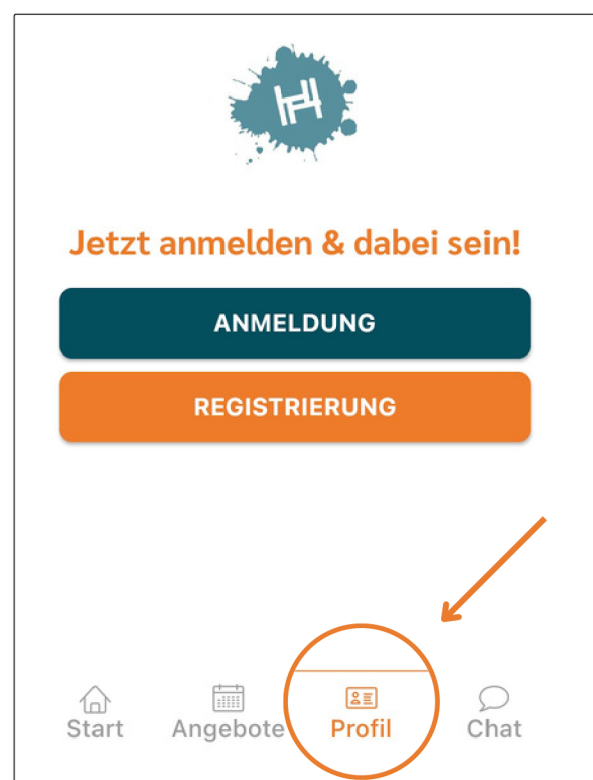 Jetzt anmelden & dabei sein!
ANMELDUNG
REGISTRIERUNG
Start Angebote Profil Chat